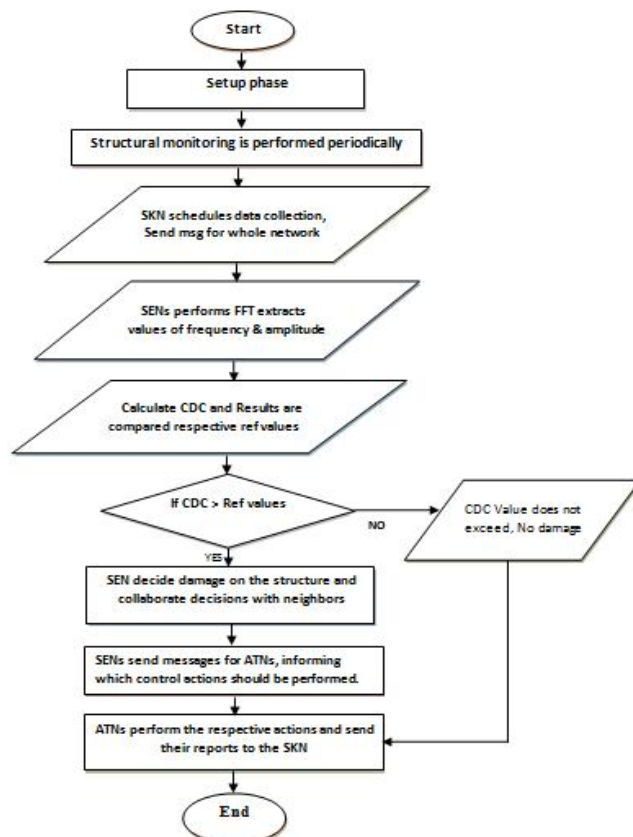 Start
Setup phase
Structural monitoring is performed periodically
SKN schedules data collection,
Send msg for whole network
SENs performs FFT extracts
values of frequency & amplitude
Calculate CDC and Results are
compared respective ref values
If CDC > Ref values
NO
CDC Value does not
exceed, No damage
YES
SEN decide damage on the structure and
collaborate decisions with neighbors
SENs send messages for ATNs, informing
which control actions should be performed.
ATNs perform the respective actions and send
their reports to the SKN
End